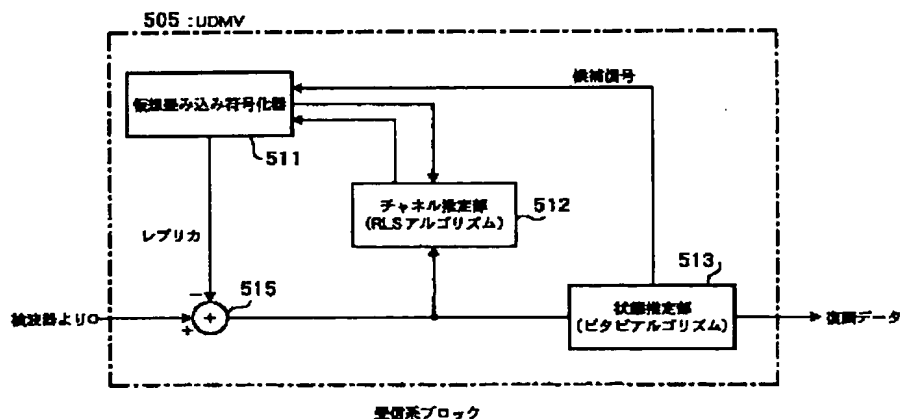 505 : UDMV
候補信号
仮想畳み込み符号化器
511
チャネル推定部
(RLSアルゴリズム)
512
レプリカ
513
515
検波器より
状態推定部
(ビタビアルゴリズム)
復調データ
受信系ブロック